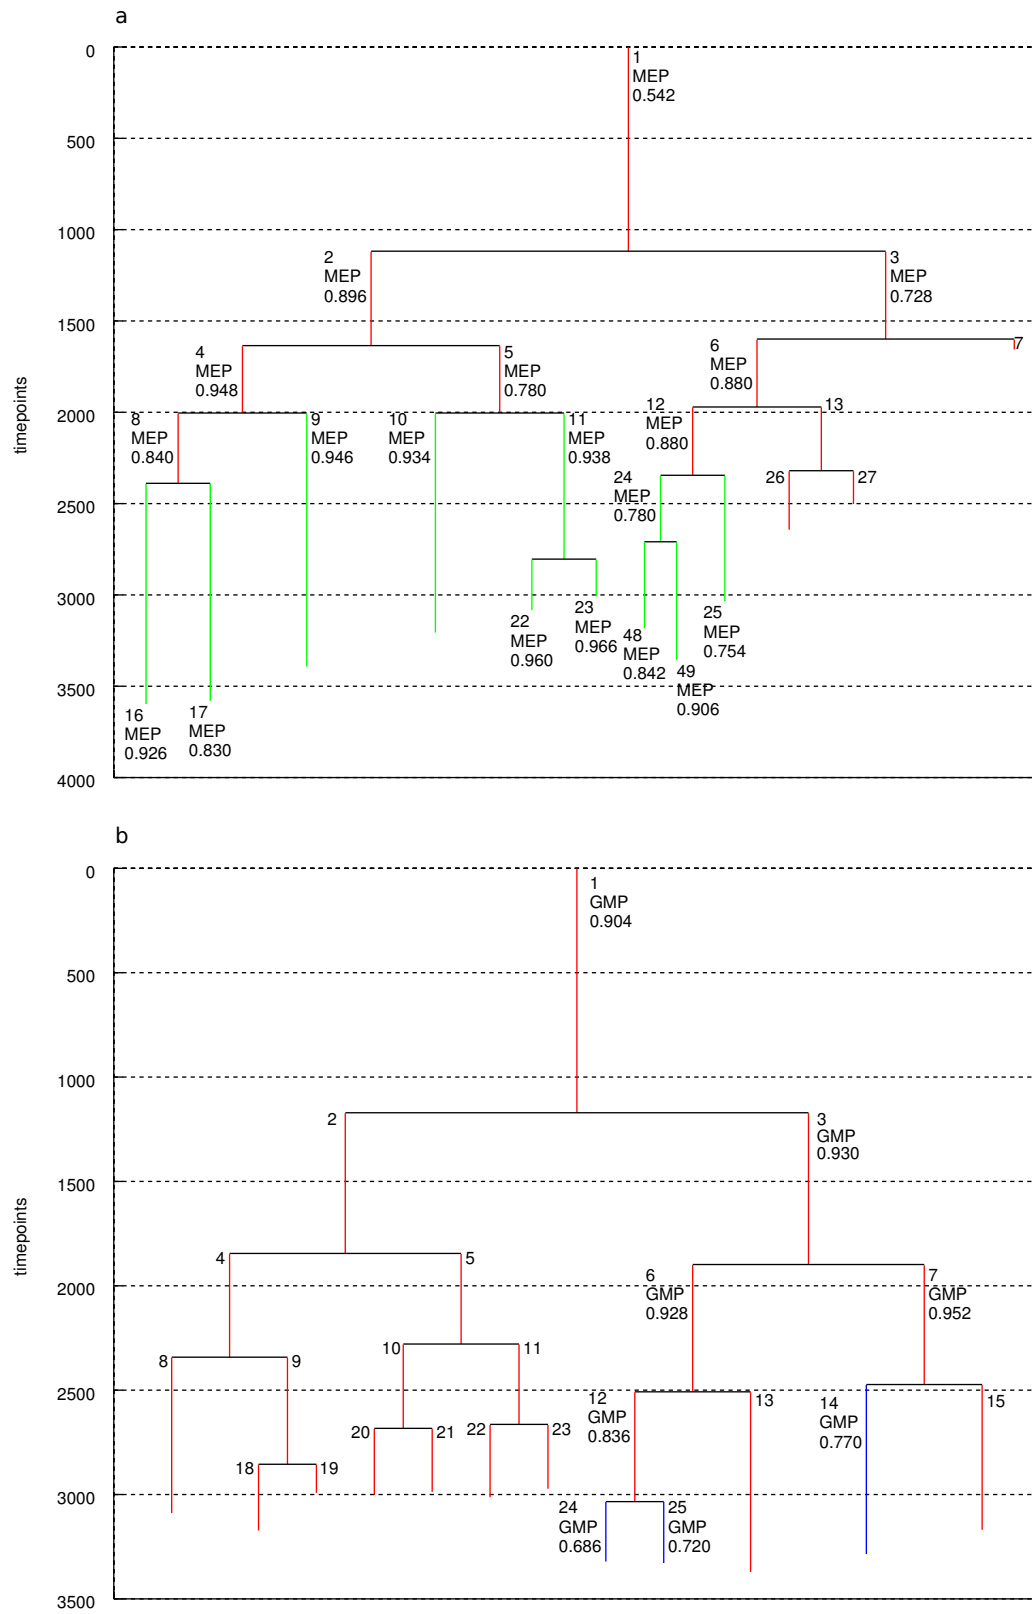 a
0
1
MEP
0.542
500
1000
2
MEP
0.896
3
MEP
0.728
1500
4
MEP
0.948
5
MEP
0.780
6
MEP
0.880
7
timepoints
2000
8
MEP
0.840
9
MEP
0.946
10
MEP
0.934
11
MEP
0.938
12
MEP
0.880
13
24
MEP
0.780
26
27
2500
3000
22
MEP
0.960
23
MEP
0.966
48
MEP
0.842
25
MEP
0.754
49
MEP
0.906
3500
16
MEP
0.926
17
MEP
0.830
4000
b
0
1
GMP
0.904
500
1000
2
3
GMP
0.930
1500
timepoints
4
5
6
GMP
0.928
7
GMP
0.952
2000
8
9
10
11
2500
12
GMP
0.836
13
14
GMP
0.770
15
18
19
20
21
22
23
3000
24
GMP
0.686
25
GMP
0.720
3500